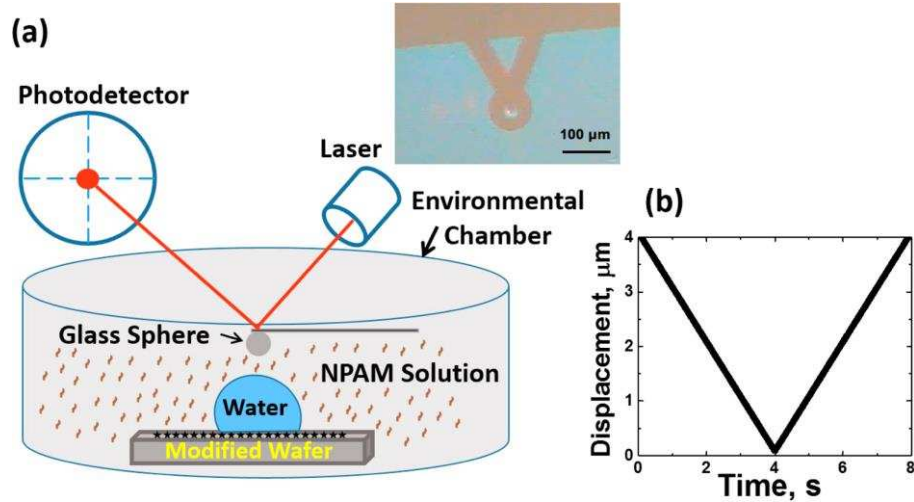 (a)
Photodetector
Laser
100 µm
Environmental
Chamber
Glass Sphere
NPAM Solution
Water
Modified Wafer
(b)
Displacement, µm
4
3
2
1
0
0 2 4 6 8
Time, s